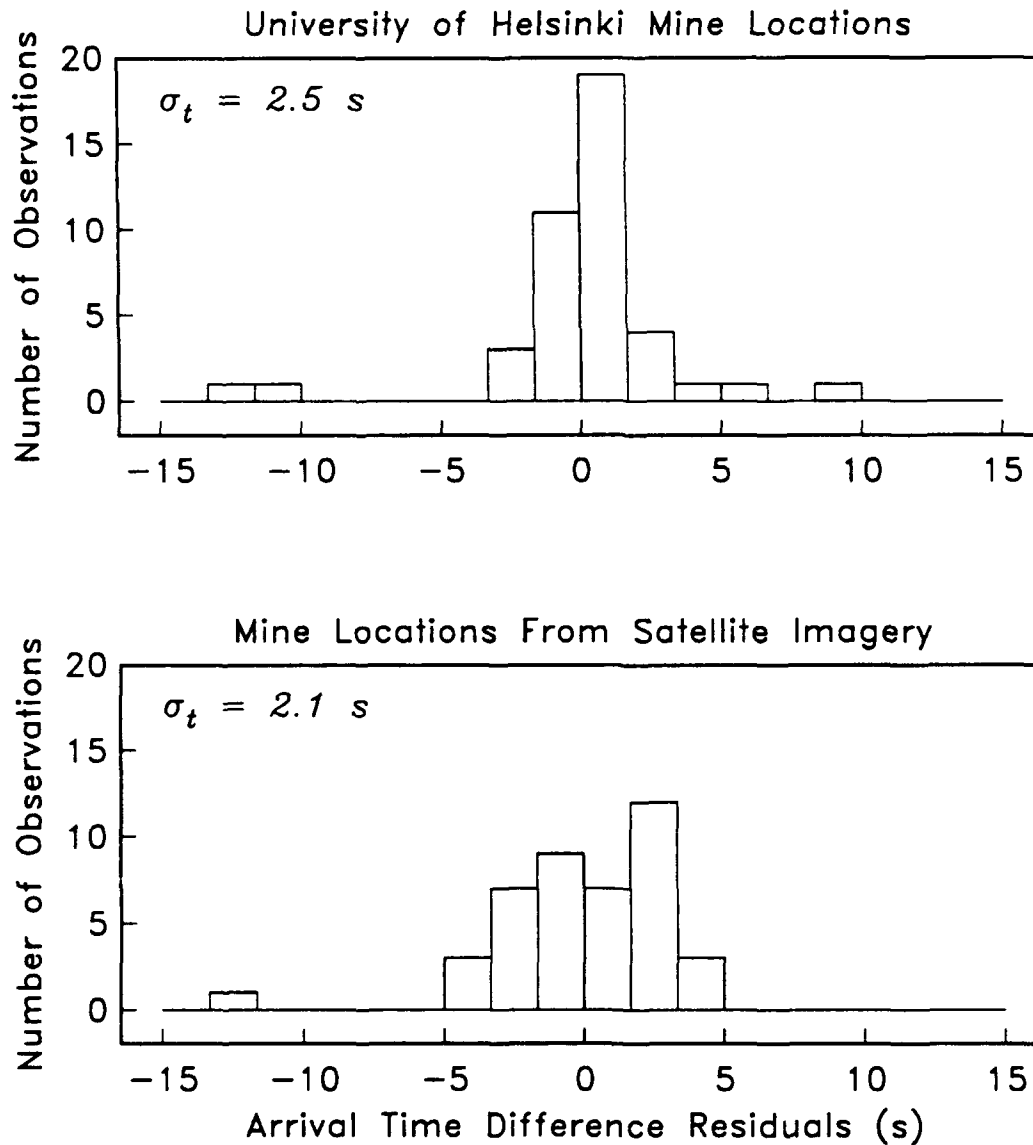 University of Helsinki Mine Locations
Number of Observations
20
15
10
5
0
σt = 2.5 s
−15 −10 −5 0 5 10 15
Mine Locations From Satellite Imagery
Number of Observations
20
15
10
5
0
σt = 2.1 s
−15 −10 −5 0 5 10 15
Arrival Time Difference Residuals (s)